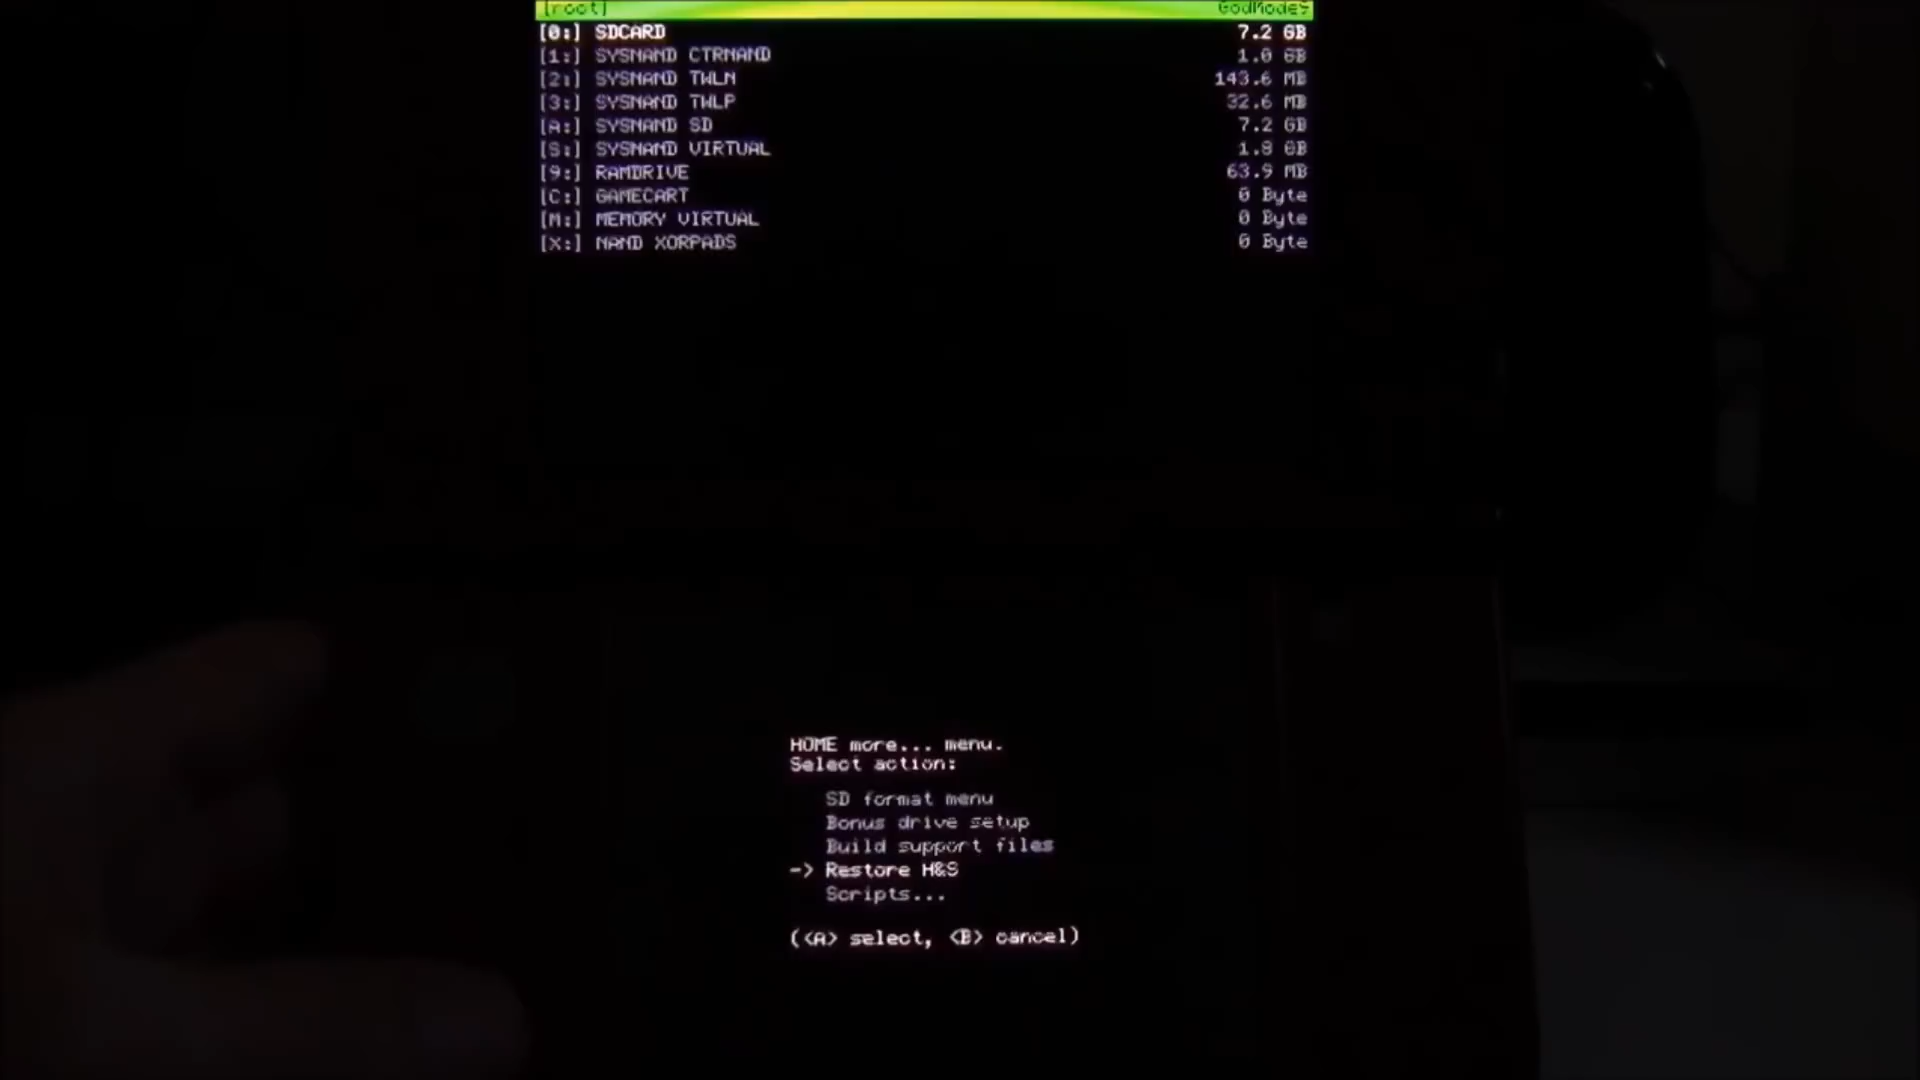 [root] GodMode9
[0:] SDCARD 7.2 GB
[1:] SYSNAND CTRNAND 1.0 GB
[2:] SYSNAND TWLN 143.6 MB
[3:] SYSNAND TWLP 32.6 MB
[A:] SYSNAND SD 7.2 GB
[S:] SYSNAND VIRTUAL 1.8 GB
[9:] RAMDRIVE 63.9 MB
[C:] GAMECART 0 Byte
[M:] MEMORY VIRTUAL 0 Byte
[X:] NAND XORPADS 0 Byte
HOME more... menu.
Select action:
SD format menu
Bonus drive setup
Build support files
-> Restore H&S
Scripts...
(<A> select, <B> cancel)